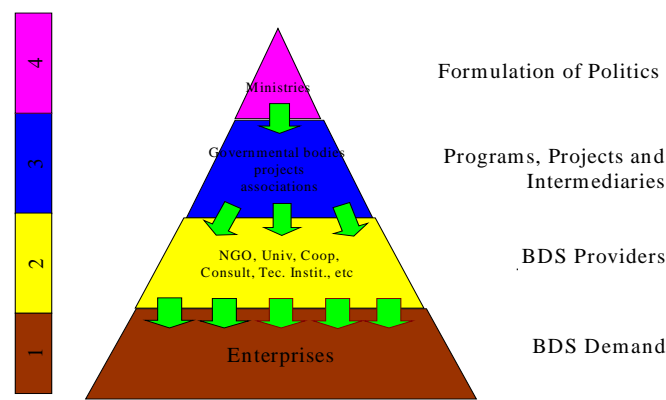 4
Ministries
Formulation of Politics
3
Governmental bodies
projects
associations
Programs, Projects and
Intermediaries
2
NGO, Univ, Coop,
Consult, Tec. Instit., etc
BDS Providers
1
Enterprises
BDS Demand